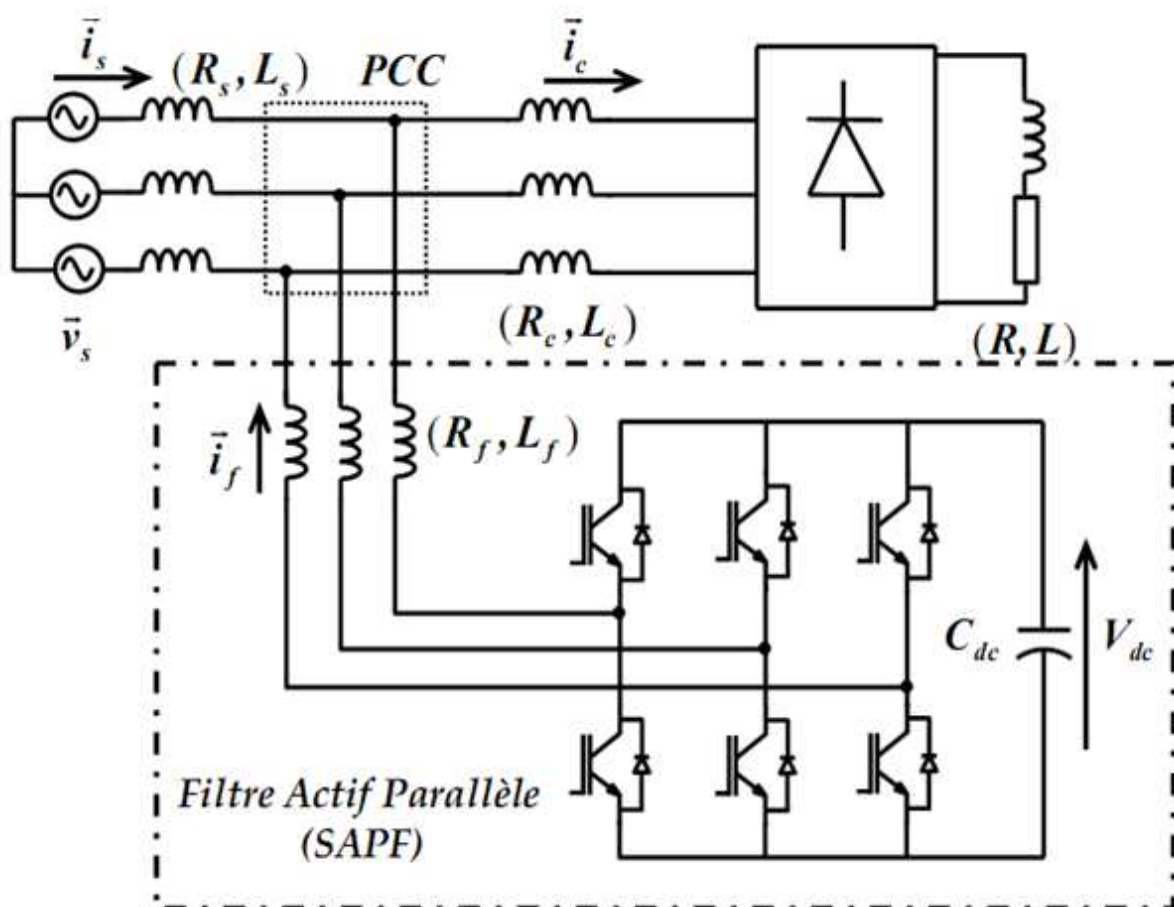 i_s
(R_s, L_s)
PCC
i_c
v_s
(R_c, L_c)
(R, L)
i_f
(R_f, L_f)
C_dc
V_dc
Filtre Actif Parallèle
(SAPF)